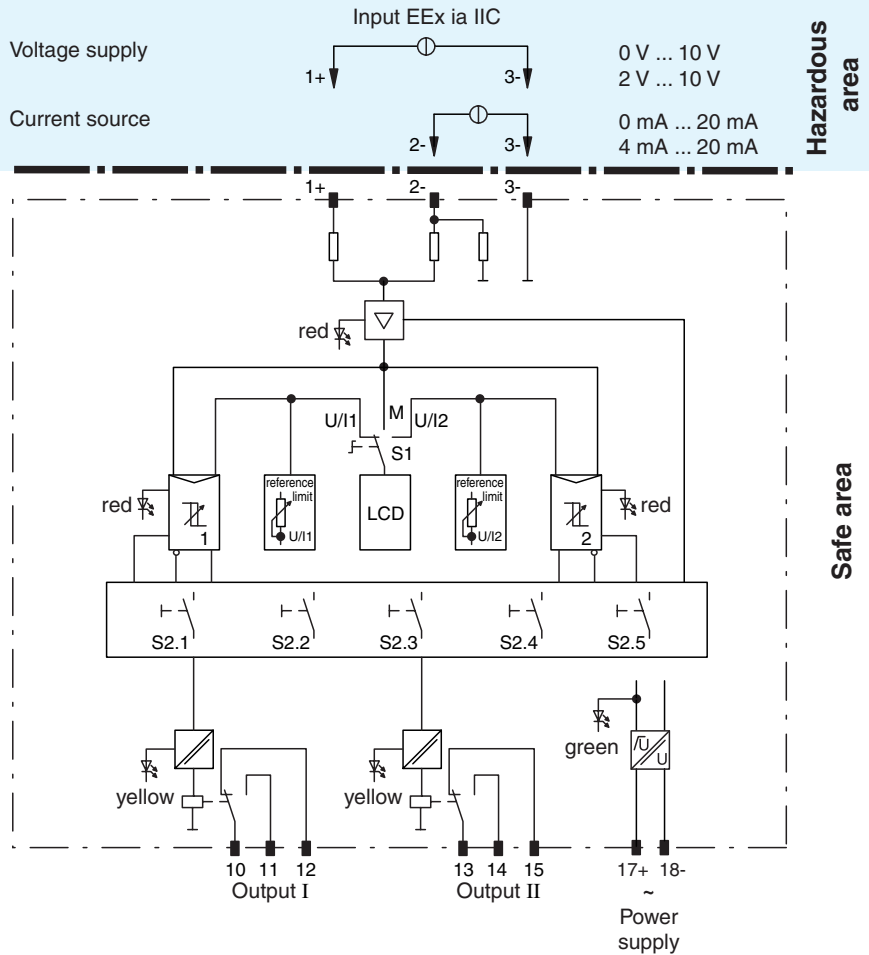 Input EEx ia IIC
Voltage supply
0 V ... 10 V
1+
3-
2 V ... 10 V
Current source
0 mA ... 20 mA
2-
3-
4 mA ... 20 mA
Hazardous
area
1+
2-
3-
red
M
U/I1
U/I2
S1
reference
limit
U/I1
LCD
reference
limit
U/I2
red
1
2
red
Safe area
S2.1
S2.2
S2.3
S2.4
S2.5
green
U
U
yellow
yellow
10
11
12
13
14
15
17+
18-
Output I
Output II
~
Power
supply